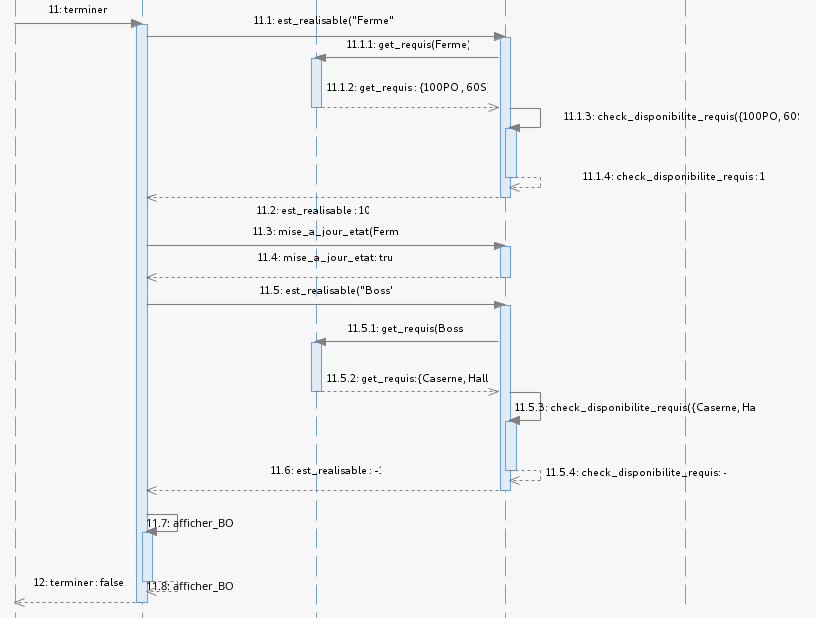 11: terminer
11.1: est_realisable("Ferme"
11.1.1: get_requis(Ferme)
11.1.2: get_requis : {100PO , 60S
11.1.3: check_disponibilite_requis({100PO, 60S
11.1.4: check_disponibilite_requis : 1
11.2: est_realisable : 10
11.3: mise_a_jour_etat(Ferm
11.4: mise_a_jour_etat: tru
11.5: est_realisable("Boss"
11.5.1: get_requis(Boss
11.5.2: get_requis:{Caserne, Hall
11.5.3: check_disponibilite_requis({Caserne, Ha
11.6: est_realisable : -1
11.5.4: check_disponibilite_requis: -
11.7: afficher_BO
12: terminer : false
11.8: afficher_BO